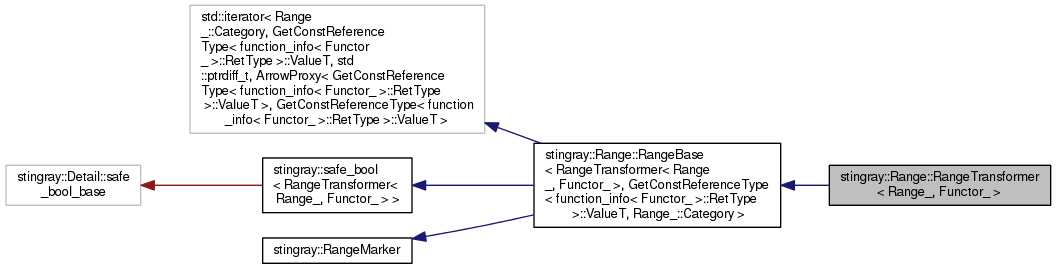 std::iterator< Range
_::Category, GetConstReference
Type< function_info< Functor
_ >::RetType >::ValueT, std
::ptrdiff_t, ArrowProxy< GetConstReference
Type< function_info< Functor_ >::RetType
>::ValueT >, GetConstReferenceType< function
_info< Functor_ >::RetType >::ValueT >
stingray::Detail::safe
_bool_base
stingray::safe_bool
< RangeTransformer<
Range_, Functor_ > >
stingray::RangeMarker
stingray::Range::RangeBase
< RangeTransformer< Range
_, Functor_ >, GetConstReferenceType
< function_info< Functor_ >::RetType
>::ValueT, Range_::Category >
stingray::Range::RangeTransformer
< Range_, Functor_ >